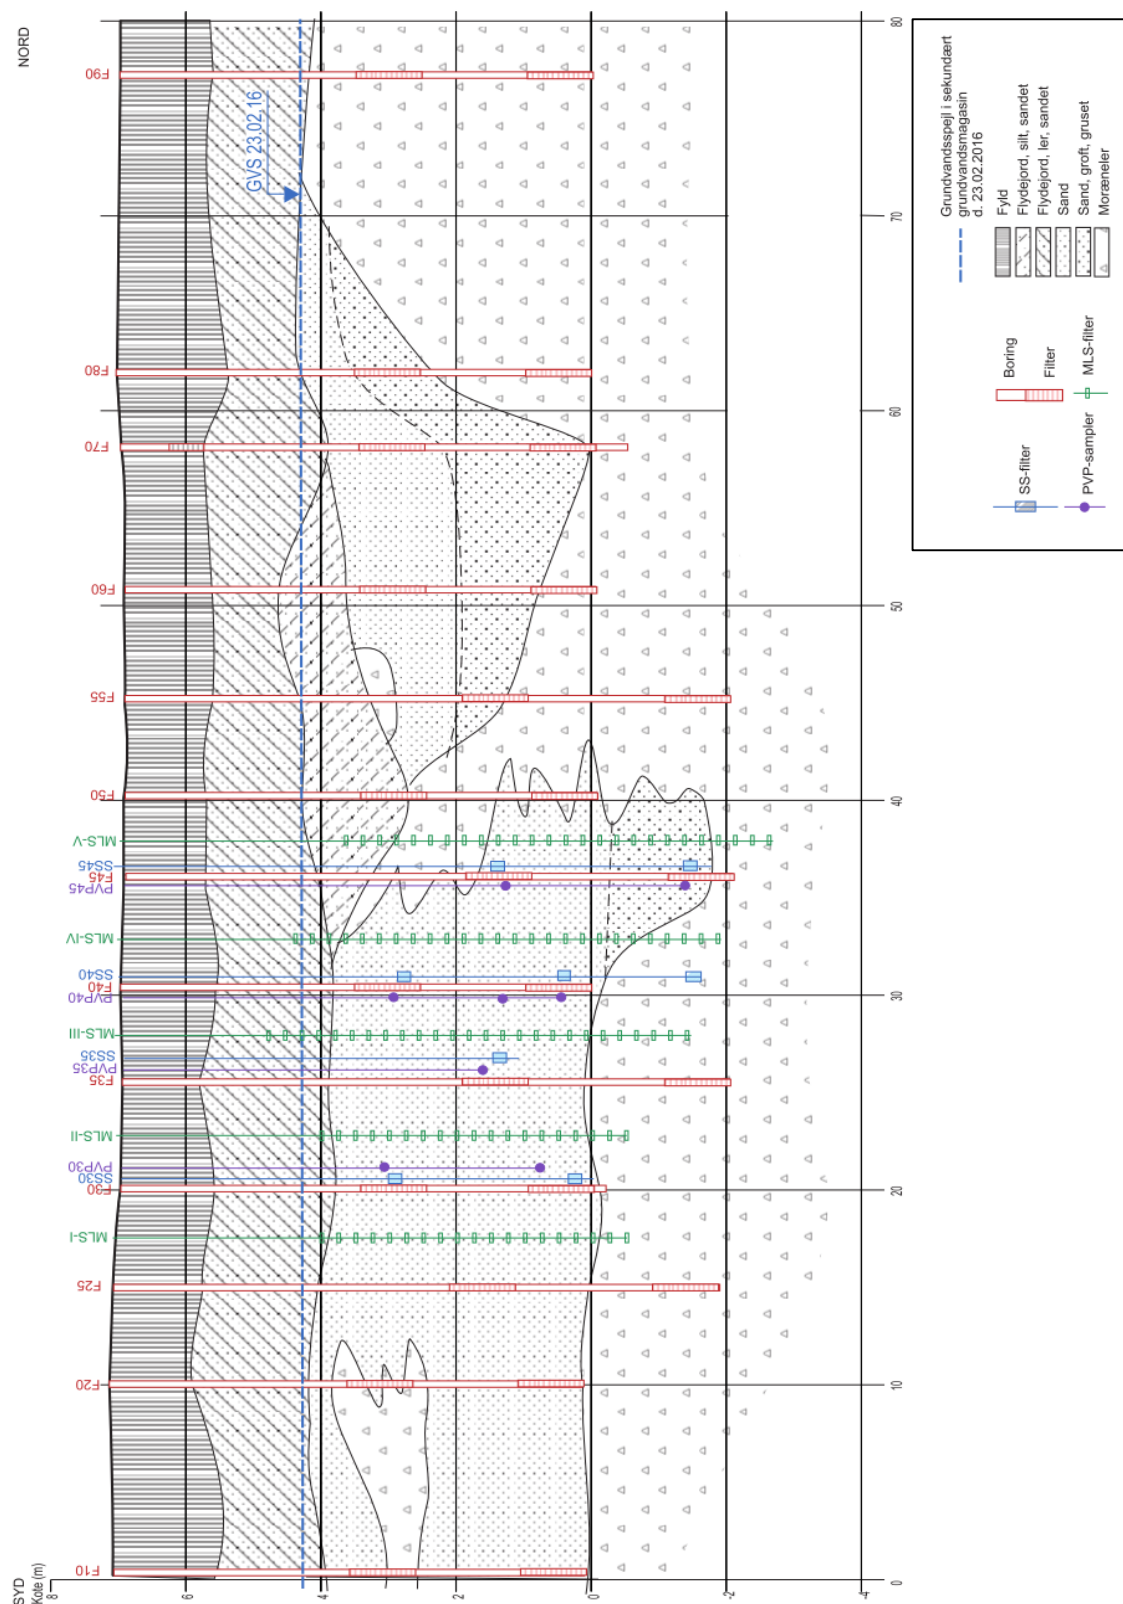 SYD
NORD
Kote (m)
8
6
4
2
0
-2
-4
0
10
20
30
40
50
60
70
80
F10
F20
F25
MLS-I
F30
SS30
PVP30
MLS-II
F35
PVP35
SS35
MLS-III
PVP40
F40
SS40
MLS-IV
PVP45
F45
SS45
MLS-V
F50
F55
F60
F70
F80
F90
GVS 23.02.16
SS-filter
PVP-sampler
Boring
Filter
MLS-filter
Grundvandsspejl i sekundært
grundvandsmagasin
d. 23.02.2016
Fyld
Flydejord, silt, sandet
Flydejord, ler, sandet
Sand
Sand, groft, gruset
Moræneler